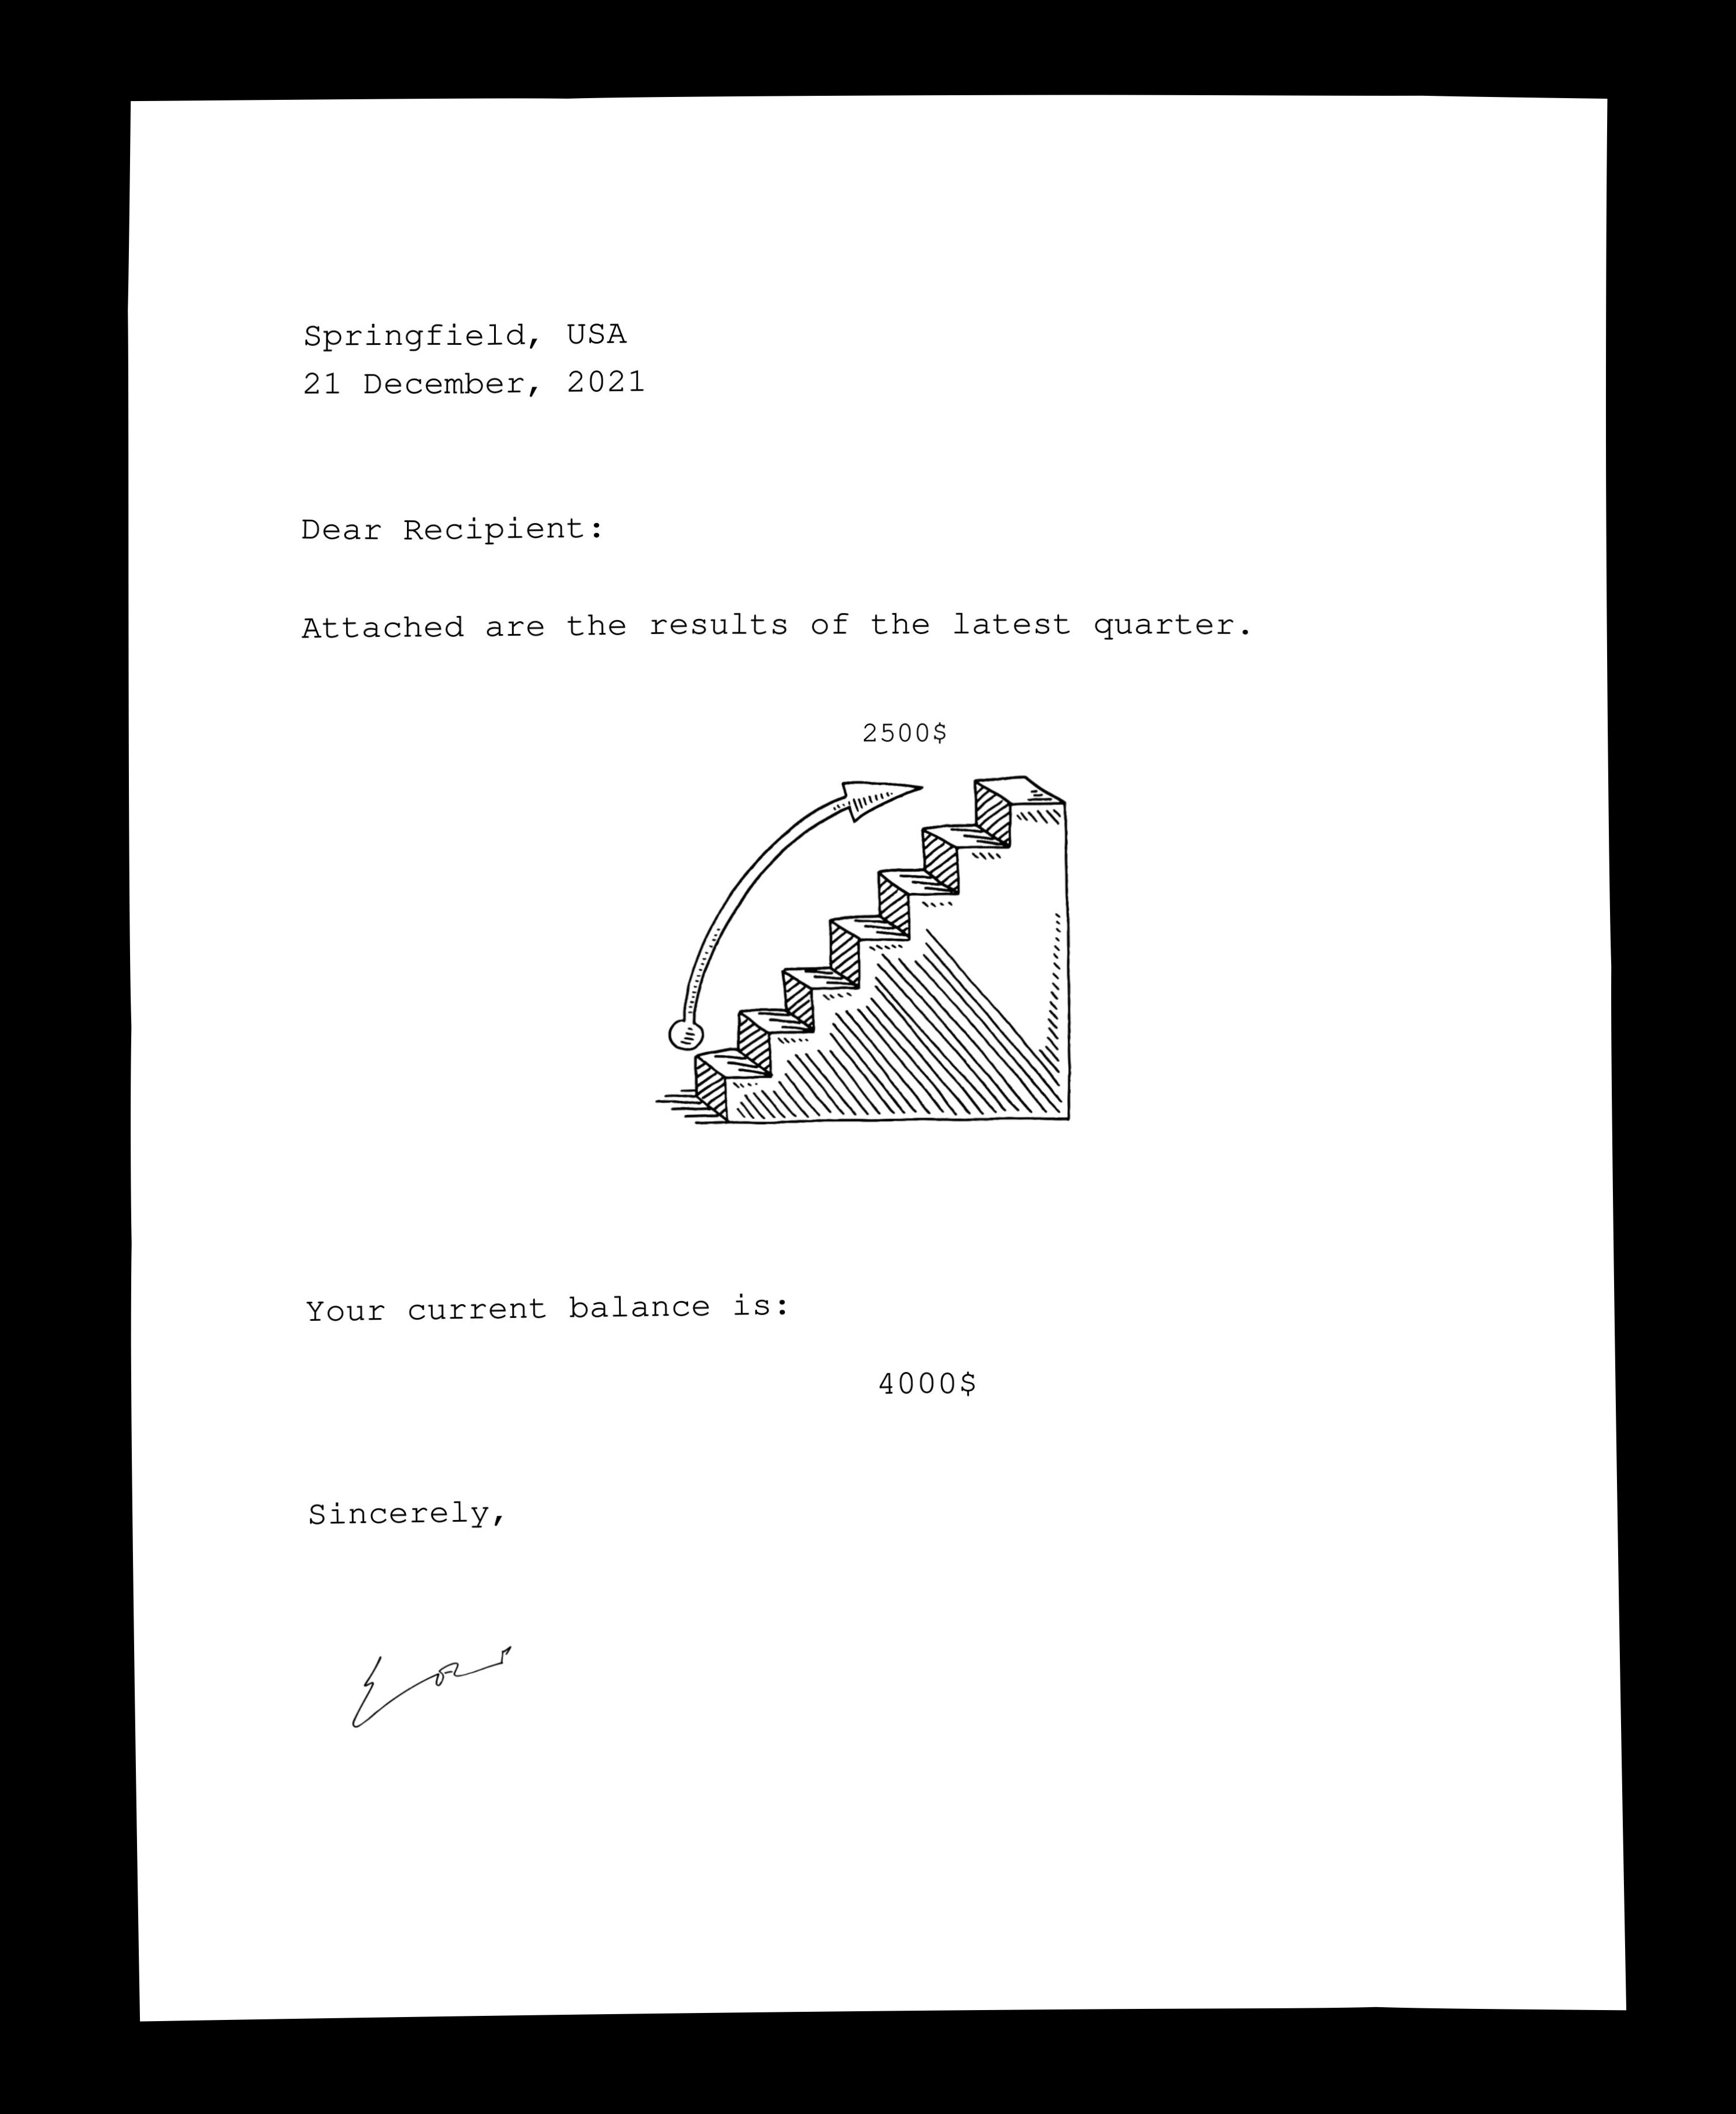 Springfield, USA
21 December, 2021
Dear Recipient:
Attached are the results of the latest quarter.
2500$
Your current balance is:
4000$
Sincerely,